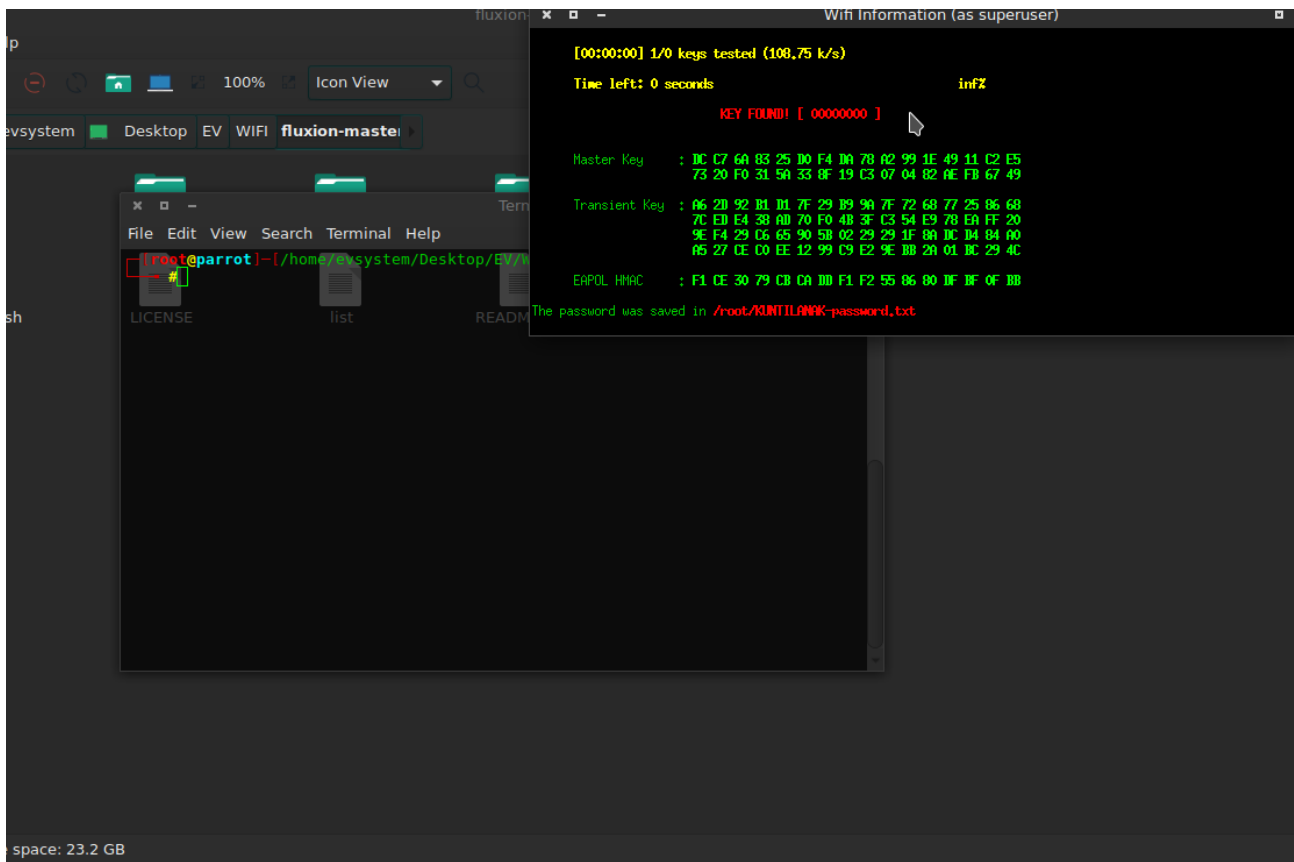 fluxion-
lp
100%
Icon View
evsystem Desktop EV WIFI fluxion-master
Term
File Edit View Search Terminal Help
[root@parrot]-[/home/evsystem/Desktop/EV/W
#
LICENSE list README
sh
Wifi Information (as superuser)
[00:00:00] 1/0 keys tested (108.75 k/s)
Time left: 0 seconds inf%
KEY FOUND! [ 00000000 ]
Master Key : DC C7 6A 83 25 D0 F4 DA 78 A2 99 1E 49 11 C2 E5
73 20 F0 31 5A 33 8F 19 C3 07 04 82 AE FB 67 49
Transient Key : A6 2D 92 B1 D1 7F 29 B9 9A 7F 72 68 77 25 86 68
7C ED E4 38 AD 70 F0 4B 3F C3 54 E9 78 EA FF 20
9E F4 29 C6 65 90 5B 02 29 29 1F 8A DC D4 84 A0
A5 27 CE C0 EE 12 99 C9 E2 9E BB 2A 01 BC 29 4C
EAPOL HMAC : F1 CE 30 79 CB CA DD F1 F2 55 86 80 DF BF 0F BB
The password was saved in /root/KUNTILANAK-password.txt
space: 23.2 GB